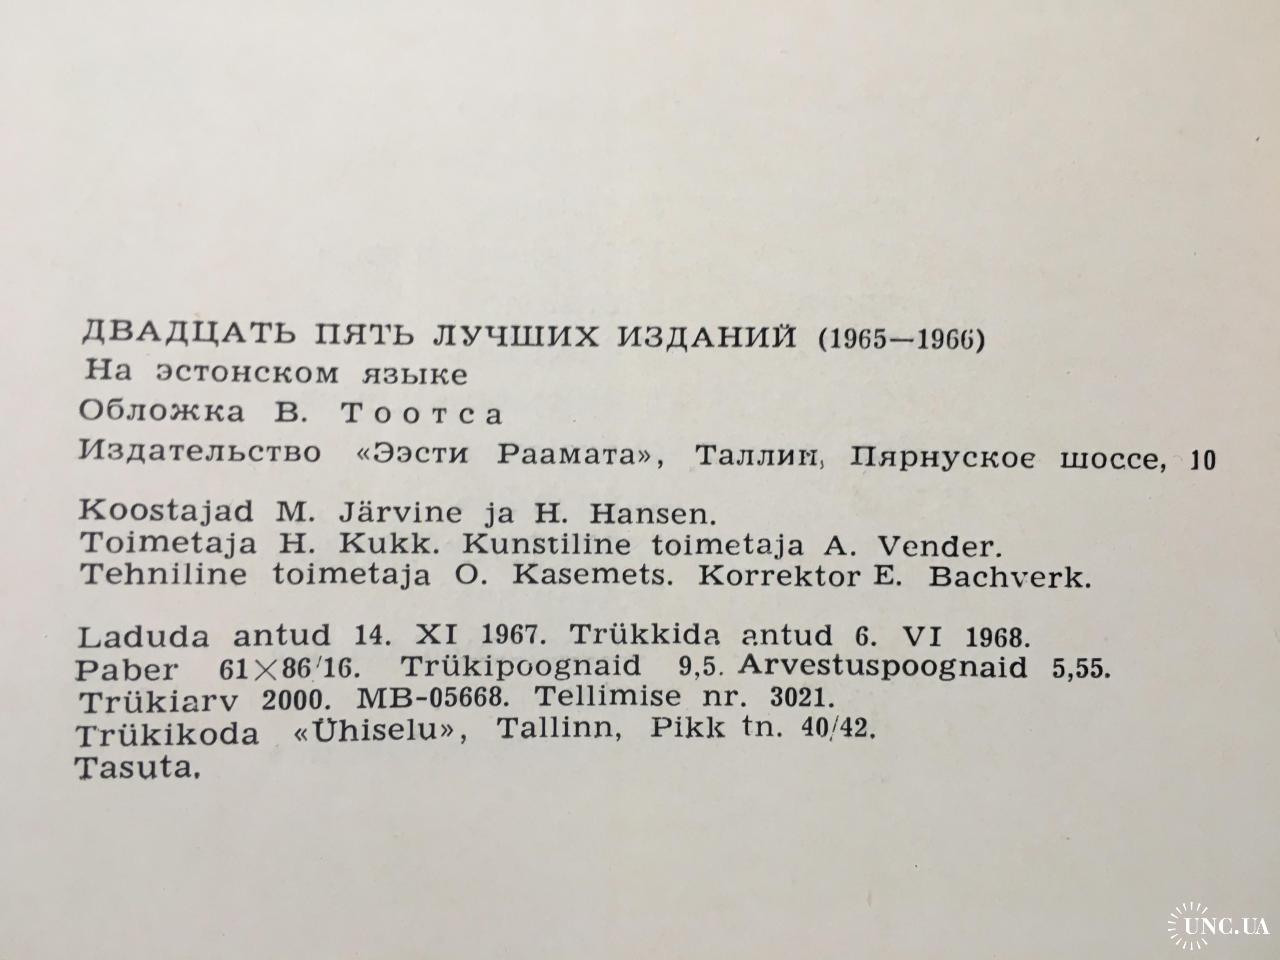 ДВАДЦАТЬ ПЯТЬ ЛУЧШИХ ИЗДАНИЙ (1965—1966)
На эстонском языке
Обложка В. Тоотса
Издательство «Ээсти Раамата», Таллин, Пярнуское шоссе, 10
Koostajad M. Järvine ja H. Hansen.
Toimetaja H. Kukk. Kunstiline toimetaja A. Vender.
Tehniline toimetaja O. Kasemets. Korrektor E. Bachverk.
Laduda antud 14. XI 1967. Trükkida antud 6. VI 1968.
Paber 61×86/16. Trükipoognaid 9,5. Arvestuspoognaid 5,55.
Trükiarv 2000. MB-05668. Tellimise nr. 3021.
Trükikoda «Ühiselu», Tallinn, Pikk tn. 40/42.
Tasuta.
UNC.UA